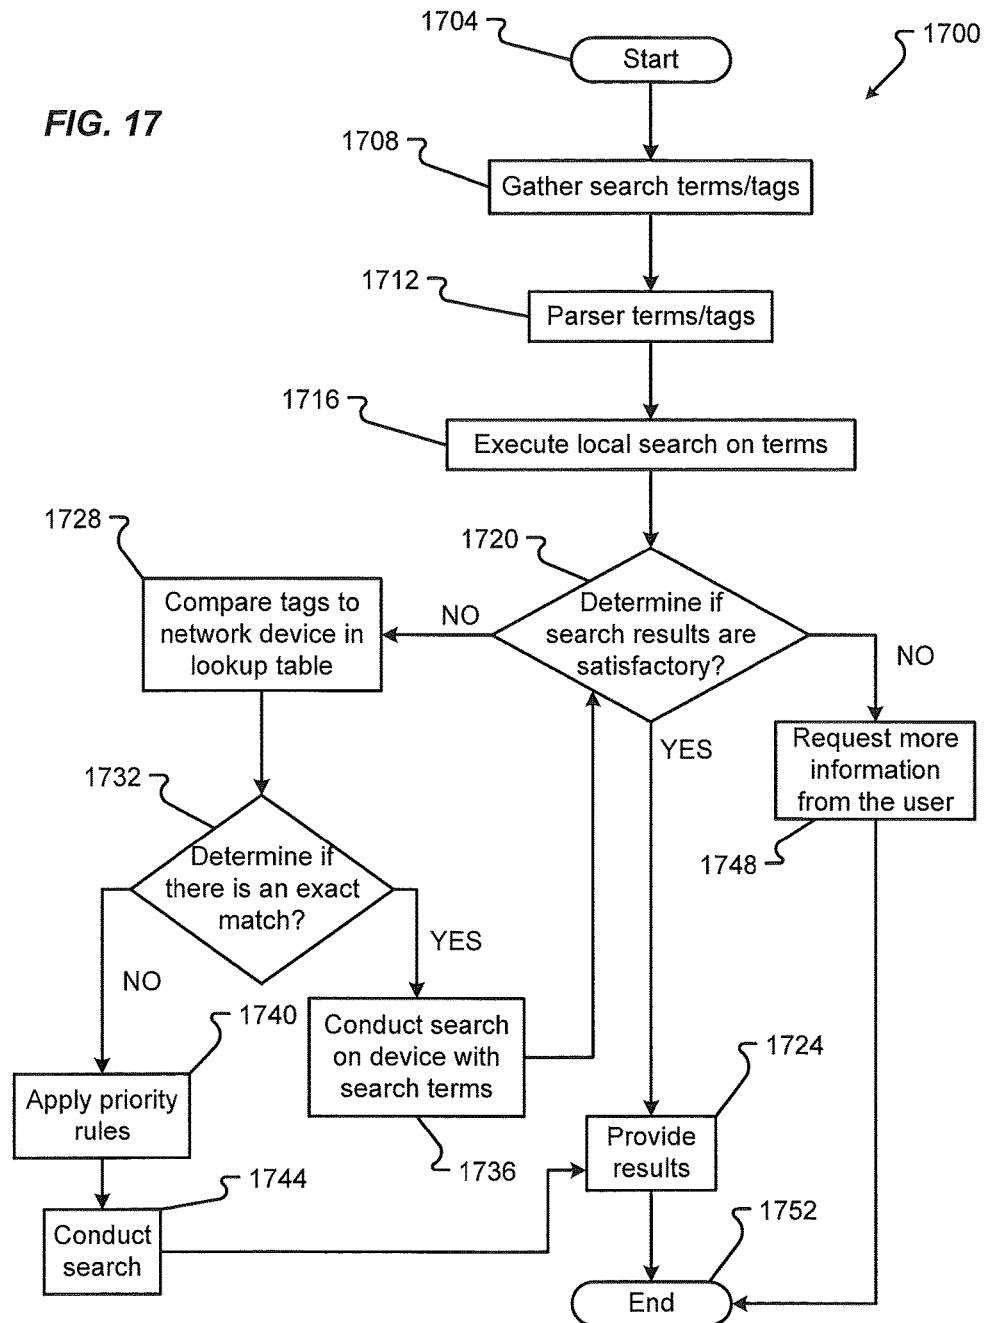 1704
Start
1700
FIG. 17
1708
Gather search terms/tags
1712
Parser terms/tags
1716
Execute local search on terms
1728
1720
Compare tags to
network device in
lookup table
NO
Determine if
search results are
satisfactory?
NO
YES
Request more
information
from the user
1748
1732
Determine if
there is an exact
match?
NO
YES
1740
Apply priority
rules
Conduct search
on device with
search terms
1736
1724
Provide
results
1744
Conduct
search
1752
End